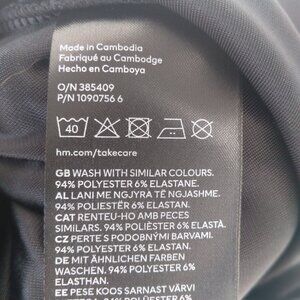 Made in Cambodia
Fabriqué au Cambodge
Hecho en Camboya
O/N 385409
P/N 1090756 6
40
hm.com/takecare
GB WASH WITH SIMILAR COLOURS.
94% POLYESTER 6% ELASTANE.
AL LANI ME NGJYRA TË NGJASHME.
94% POLIESTËR 6% ELASTAN.
CAT RENTEU-HO AMB PECES
SIMILARS. 94% POLIÈSTER 6% ELASTÀ.
CZ PERTE S PODOBNÝMI BARVAMI.
94% POLYESTER 6% ELASTAN.
DE MIT ÄHNLICHEN FARBEN
WASCHEN. 94% POLYESTER 6%
ELASTHAN.
EE PESE KOOS SARNAST VÄRVI